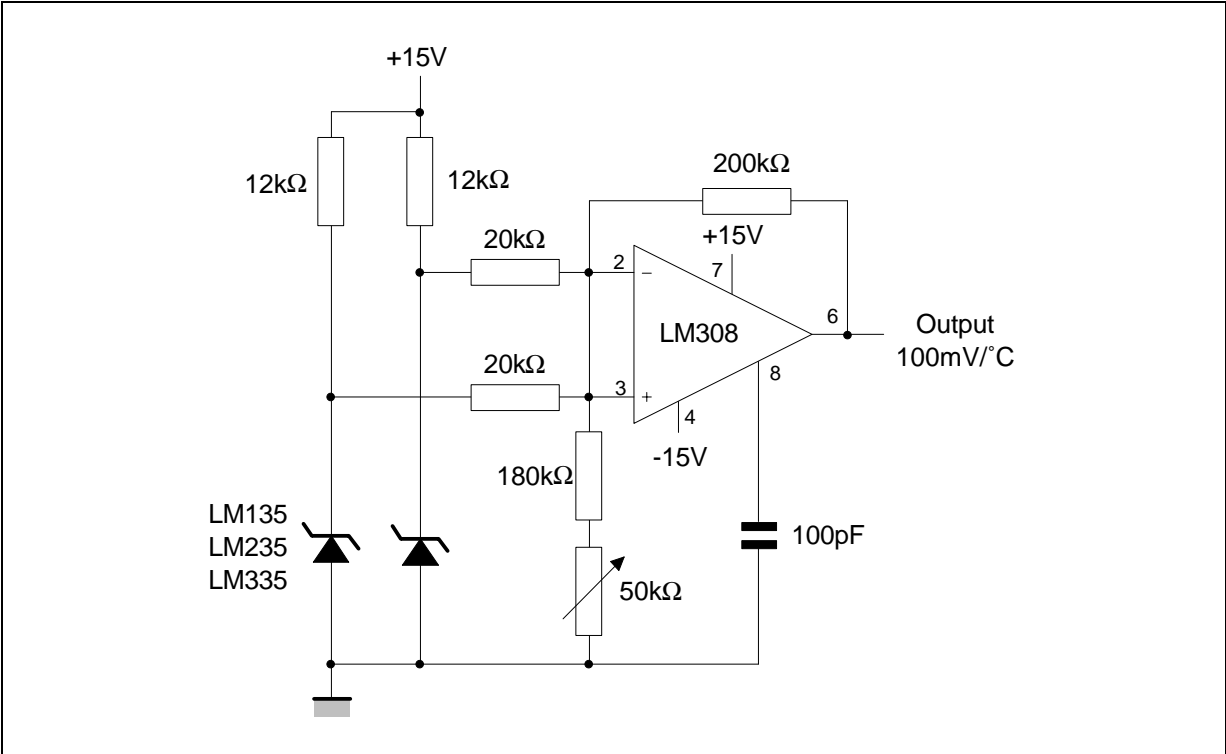 +15V
12kΩ
12kΩ
200kΩ
20kΩ
+15V
2
−
7
6
LM308
Output
100mV/˚C
20kΩ
3
+
8
4
-15V
180kΩ
LM135
LM235
LM335
100pF
50kΩ